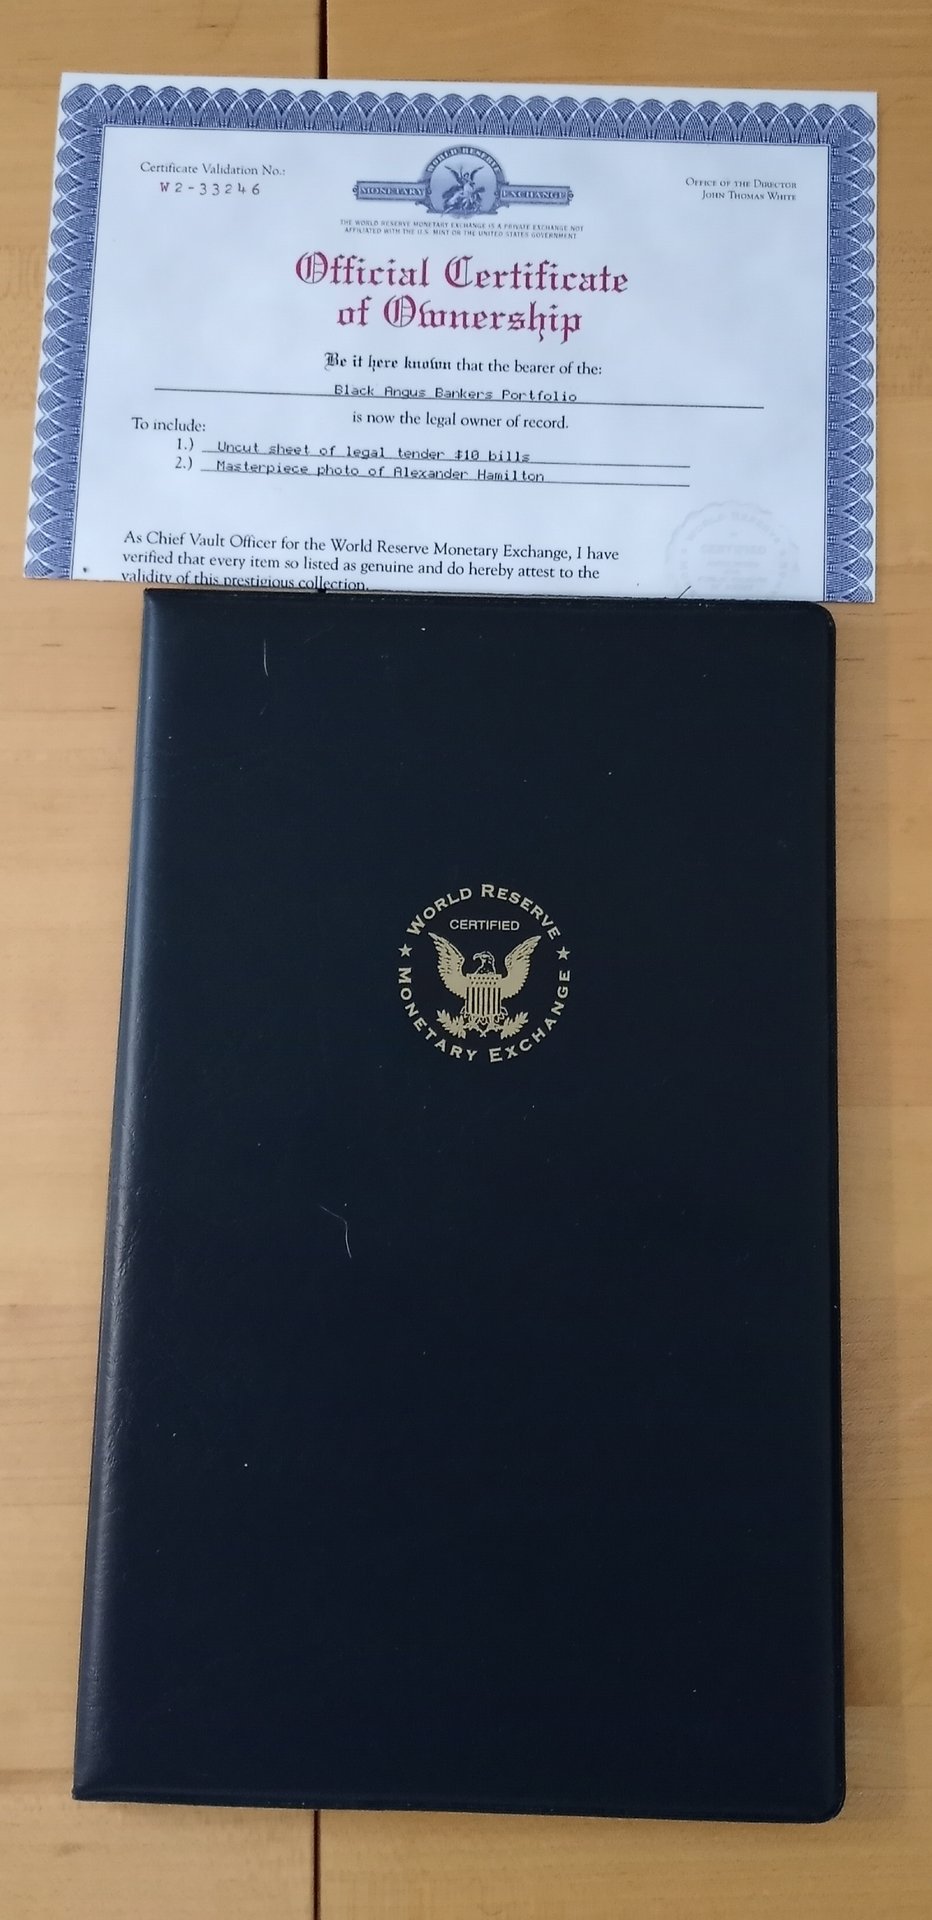 Certificate Validation No.:
W2-33246
OFFICE OF THE DIRECTOR
JOHN THOMAS WHITE
WORLD RESERVE
MONETARY EXCHANGE
THE WORLD RESERVE MONETARY EXCHANGE IS A PRIVATE EXCHANGE NOT
AFFILIATED WITH THE U.S. MINT OR THE UNITED STATES GOVERNMENT
Official Certificate
of Ownership
Be it here known that the bearer of the:
Black Angus Bankers Portfolio
is now the legal owner of record.
To include:
1.) Uncut sheet of legal tender $10 bills
2.) Masterpiece photo of Alexander Hamilton
As Chief Vault Officer for the World Reserve Monetary Exchange, I have
verified that every item so listed as genuine and do hereby attest to the
validity of this prestigious collection.
WORLD RESERVE
CERTIFIED
MONETARY EXCHANGE